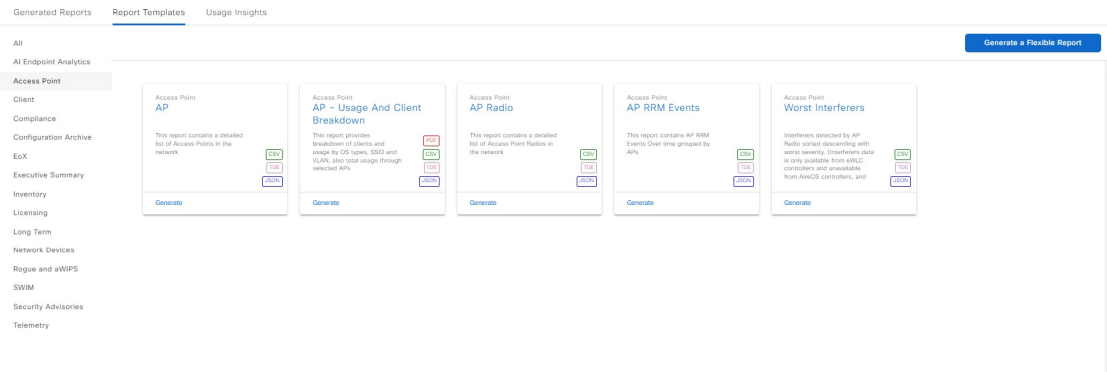 Generated Reports
Report Templates
Usage Insights
Generate a Flexible Report
All
AI Endpoint Analytics
Access Point
Client
Compliance
Configuration Archive
EoX
Executive Summary
Inventory
Licensing
Long Term
Network Devices
Rogue and aWIPS
SWIM
Security Advisories
Telemetry
Access Point
AP
This report contains a detailed
list of Access Points in the
network
CSV
TDE
JSON
Generate
Access Point
AP - Usage And Client
Breakdown
This report provides
breakdown of clients and
usage by OS types, SSID and
VLAN, also total usage through
selected APs
PDF
CSV
TDE
JSON
Generate
Access Point
AP Radio
This report contains a detailed
list of Access Point Radios in
the network
CSV
TDE
JSON
Generate
Access Point
AP RRM Events
This report contains AP RRM
Events Over time grouped by
APs
CSV
TDE
JSON
Generate
Access Point
Worst Interferers
Interferers detected by AP
Radio sorted descending with
worst severity. (Interferers data
is only available from eWLC
controllers and unavailable
from AireOS controllers, and
CSV
TDE
JSON
Generate